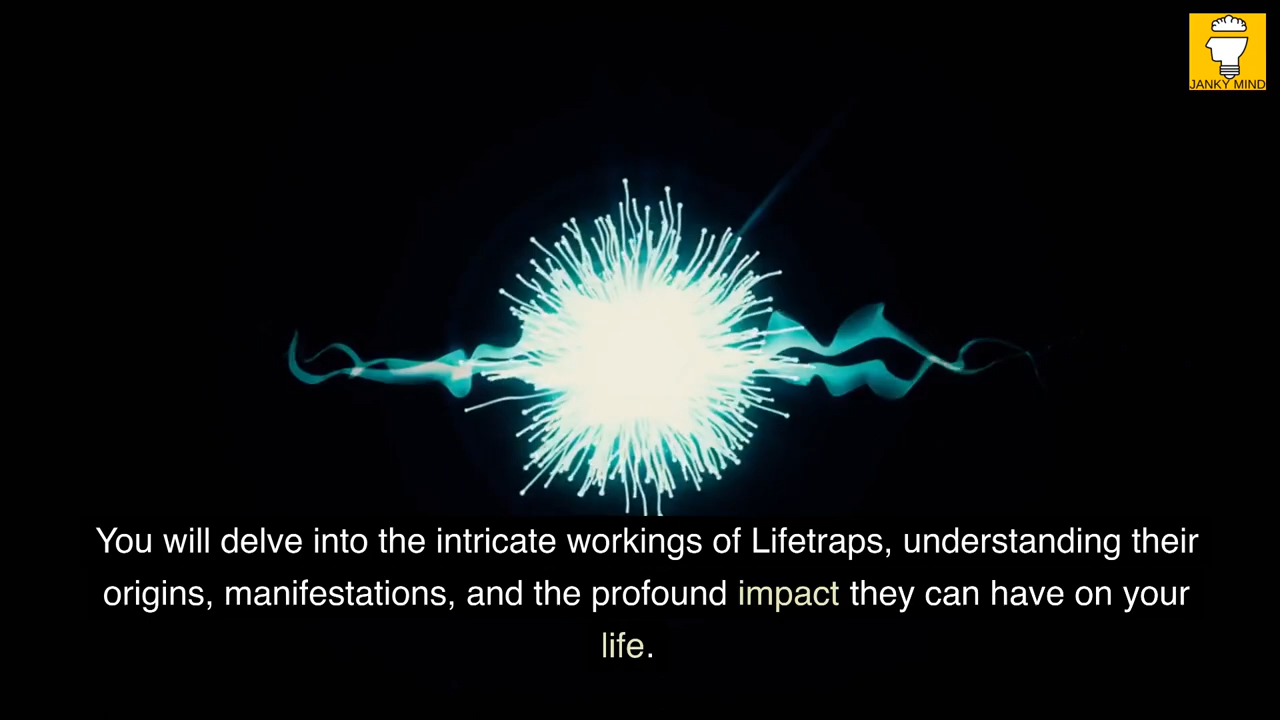 JANKY MIND
You will delve into the intricate workings of Lifetraps, understanding their
origins, manifestations, and the profound impact they can have on your
life.